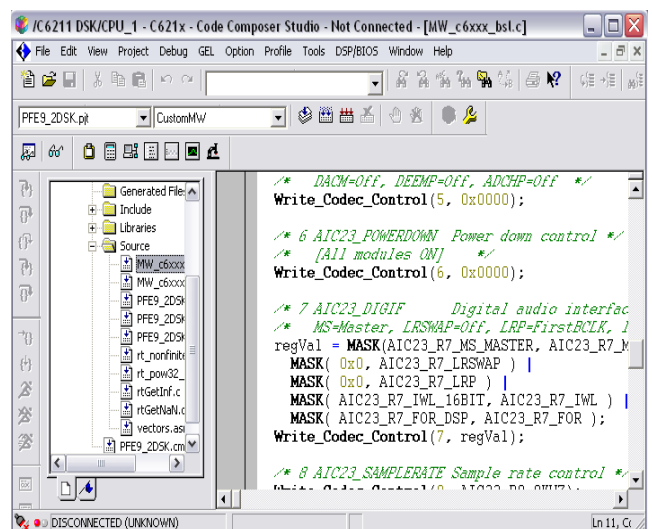 /C6211 DSK/CPU_1 - C621x - Code Composer Studio - Not Connected - [MW_c6xxx_bsl.c]
File Edit View Project Debug GEL Option Profile Tools DSP/BIOS Window Help
PFE9_2DSK.pjt CustomMW
Generated File:
Include
Libraries
Source
MW_c6xxx
MW_c6xx
PFE9_2DSK
PFE9_2DSK
PFE9_2DSK
rt_nonfinite
rt_pow32_
rtGetInf.c
rtGetNaN.c
vectors.as
PFE9_2DSK.cm
/* DACM=Off, DEEMP=Off, ADCHP=Off */
Write_Codec_Control(5, 0x0000);
/* 6 AIC23_POWERDOWN Power down control */
/* [All modules ON] */
Write_Codec_Control(6, 0x0000);
/* 7 AIC23_DIGIF Digital audio interfac
/* MS=Master, LRSWAP=Off, LRP=FirstBCLK,
regVal = MASK(AIC23_R7_MS_MASTER, AIC23_R7_M
MASK( 0x0, AIC23_R7_LRSWAP ) |
MASK( 0x0, AIC23_R7_LRP ) |
MASK( AIC23_R7_IWL_16BIT, AIC23_R7_IWL ) |
MASK( AIC23_R7_FOR_DSP, AIC23_R7_FOR );
Write_Codec_Control(7, regVal);
/* 8 AIC23_SAMPLERATE Sample rate control */
DISCONNECTED (UNKNOWN) Ln 11, Co